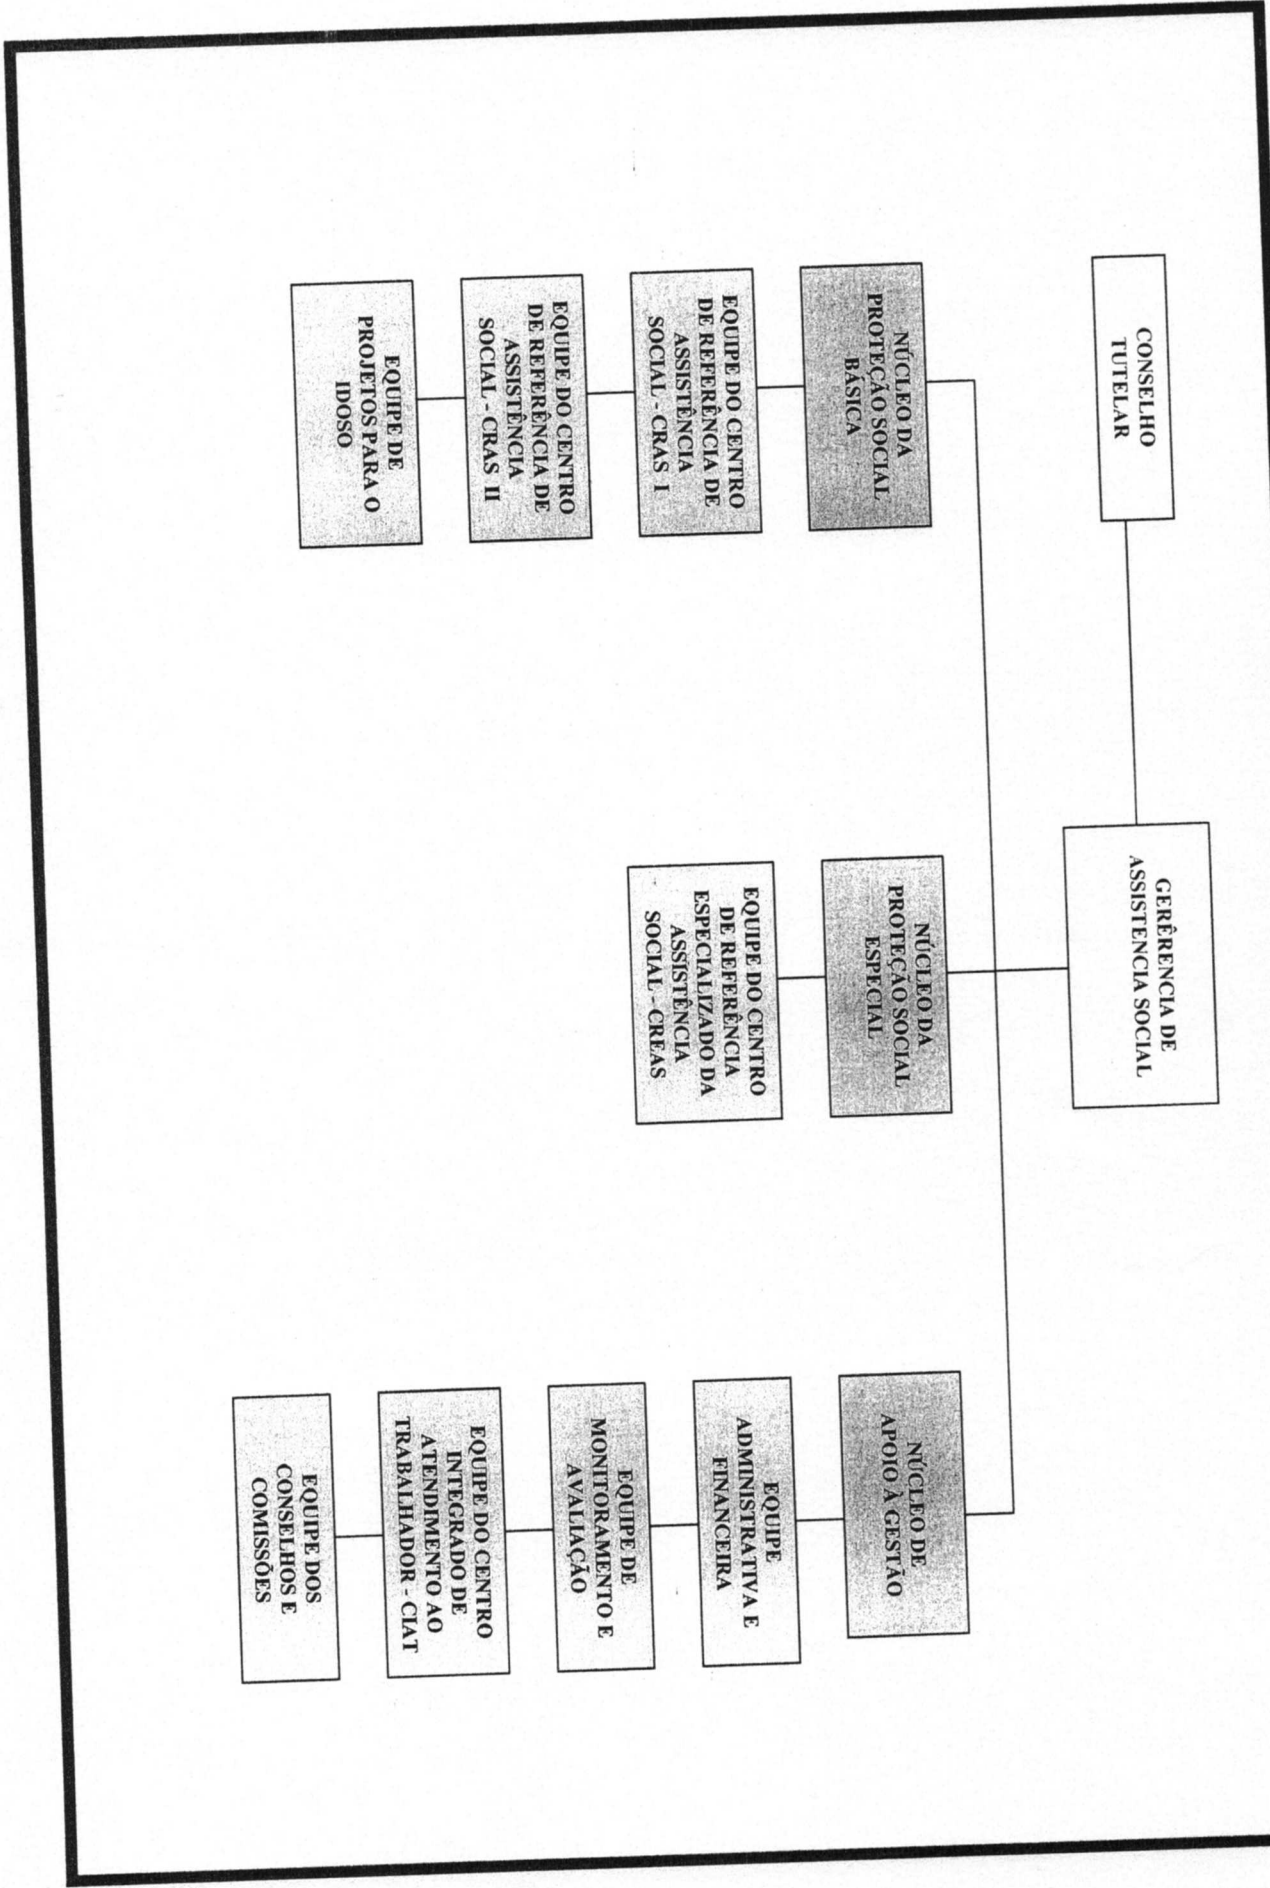 CONSELHO
TUTELAR
GERÊRENCIA DE
ASSISTENCIA SOCIAL
NÚCLEO DA
PROTEÇÃO SOCIAL
BÁSICA
EQUIPE DO CENTRO
DE REFERÊNCIA DE
ASSISTÊNCIA
SOCIAL - CRAS I
EQUIPE DO CENTRO
DE REFERÊNCIA DE
ASSISTÊNCIA
SOCIAL - CRAS II
EQUIPE DE
PROJETOS PARA O
IDOSO
NÚCLEO DA
PROTEÇÃO SOCIAL
ESPECIAL
EQUIPE DO CENTRO
DE REFERÊNCIA
ESPECIALIZADO DA
ASSISTÊNCIA
SOCIAL - CREAS
NÚCLEO DE
APOIO À GESTÃO
EQUIPE
ADMINISTRATIVA E
FINANCEIRA
EQUIPE DE
MONITORAMENTO E
AVALIAÇÃO
EQUIPE DO CENTRO
INTEGRADO DE
ATENDIMENTO AO
TRABALHADOR - CIAT
EQUIPE DOS
CONSELHOS E
COMISSÕES